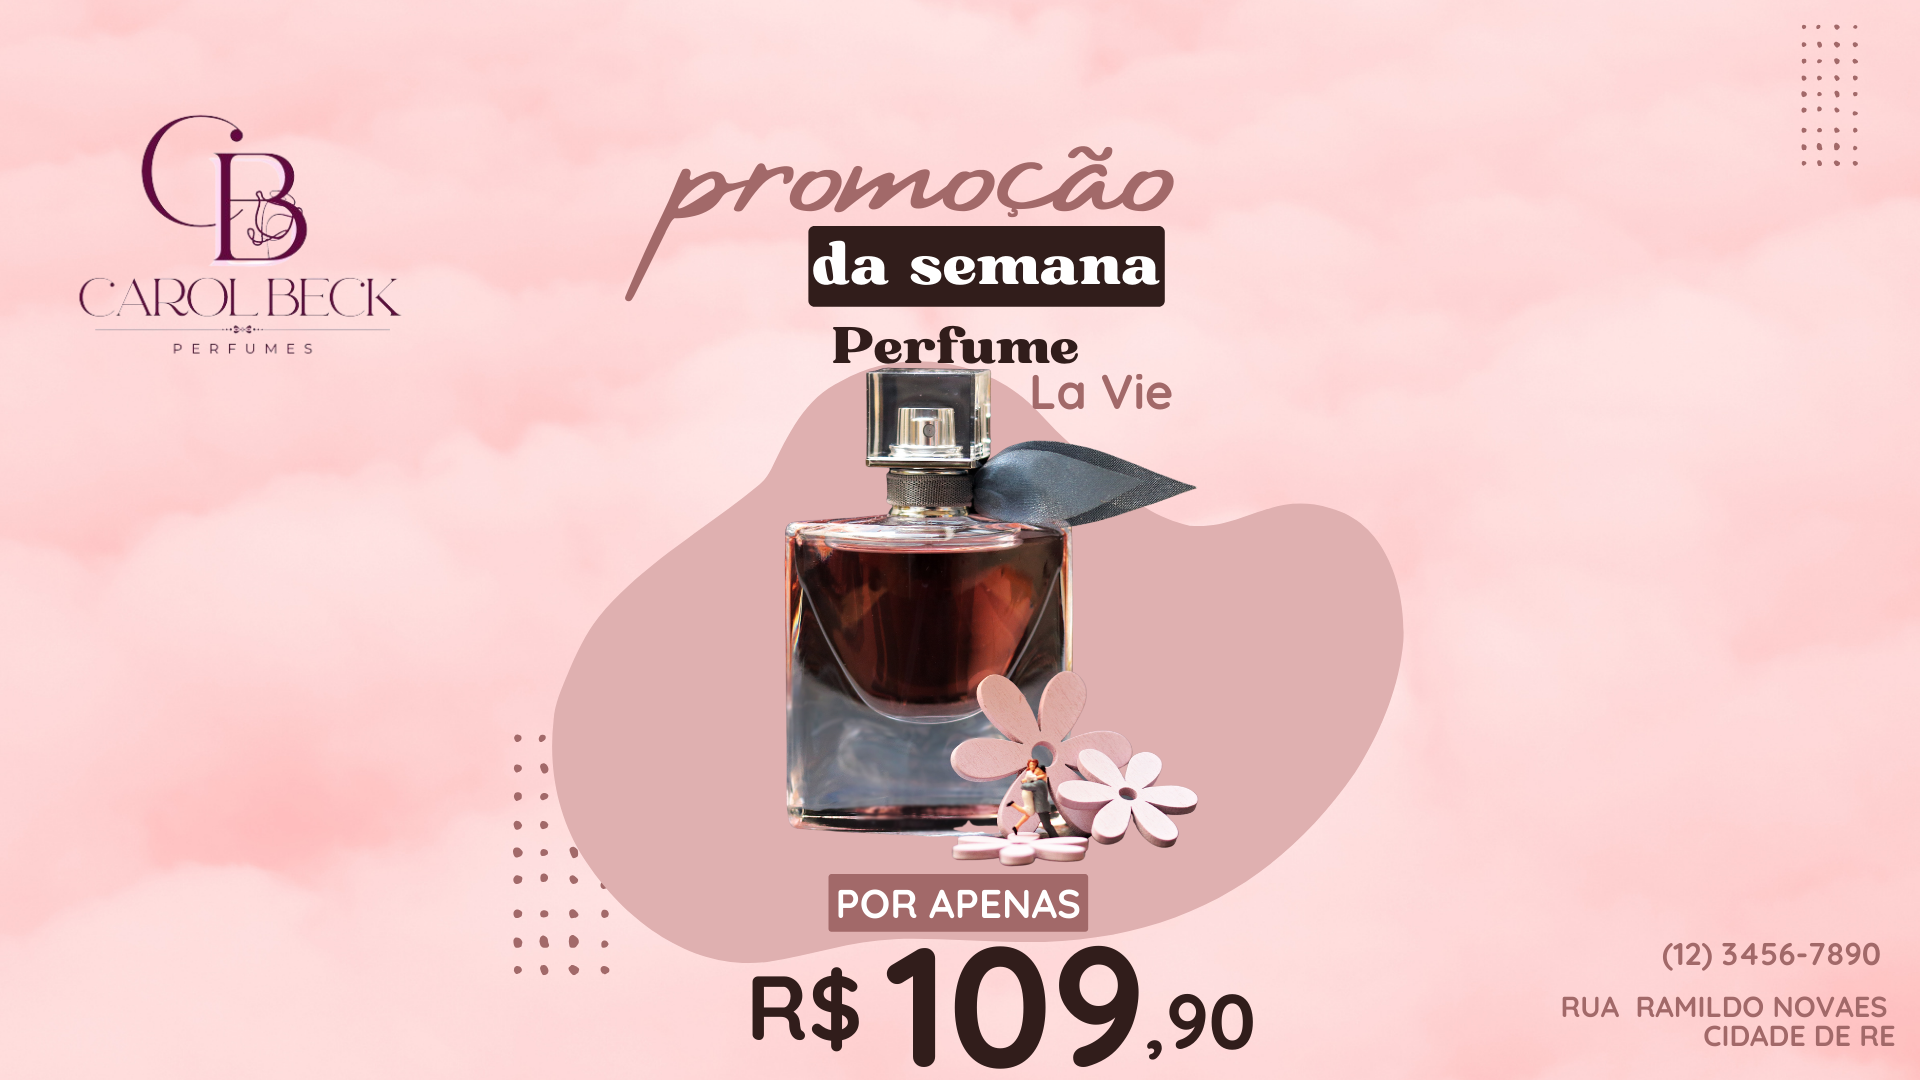 CB
CAROL BECK
PERFUMES
promoção
da semana
Perfume
La Vie
POR APENAS
R$ 109,90
(12) 3456-7890
RUA RAMILDO NOVAES
CIDADE DE RE